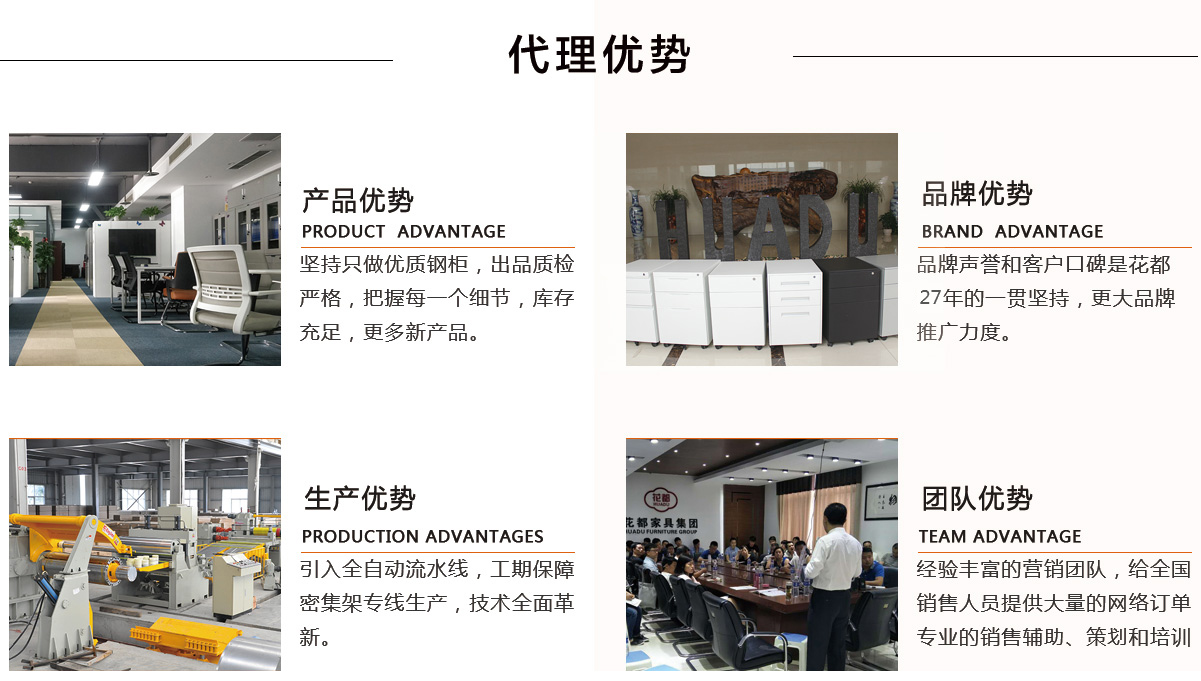 代理优势
产品优势
PRODUCT ADVANTAGE
坚持只做优质钢柜，出品质检
严格，把握每一个细节，库存
充足，更多新产品。
HUADU
品牌优势
BRAND ADVANTAGE
品牌声誉和客户口碑是花都
27年的一贯坚持，更大品牌
推广力度。
生产优势
PRODUCTION ADVANTAGES
引入全自动流水线，工期保障
密集架专线生产，技术全面革
新。
花都
HUADU
花都家具集团
HUADU FURNITURE GROUP
团队优势
TEAM ADVANTAGE
经验丰富的营销团队，给全国
销售人员提供大量的网络订单
专业的销售辅助、策划和培训